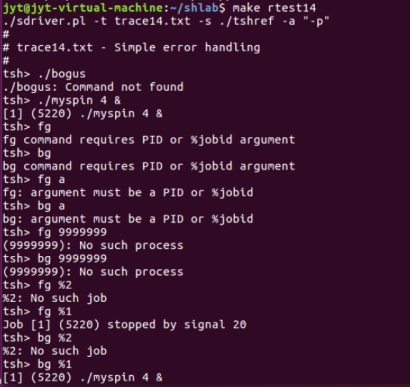 jyt@jyt-virtual-machine:~/shlab$ make rtest14
./sdriver.pl -t trace14.txt -s ./tshref -a "-p"
#
# trace14.txt - Simple error handling
#
tsh> ./bogus
./bogus: Command not found
tsh> ./myspin 4 &
[1] (5220) ./myspin 4 &
tsh> fg
fg command requires PID or %jobid argument
tsh> bg
bg command requires PID or %jobid argument
tsh> fg a
fg: argument must be a PID or %jobid
tsh> bg a
bg: argument must be a PID or %jobid
tsh> fg 9999999
(9999999): No such process
tsh> bg 9999999
(9999999): No such process
tsh> fg %2
%2: No such job
tsh> fg %1
Job [1] (5220) stopped by signal 20
tsh> bg %2
%2: No such job
tsh> bg %1
[1] (5220) ./myspin 4 &